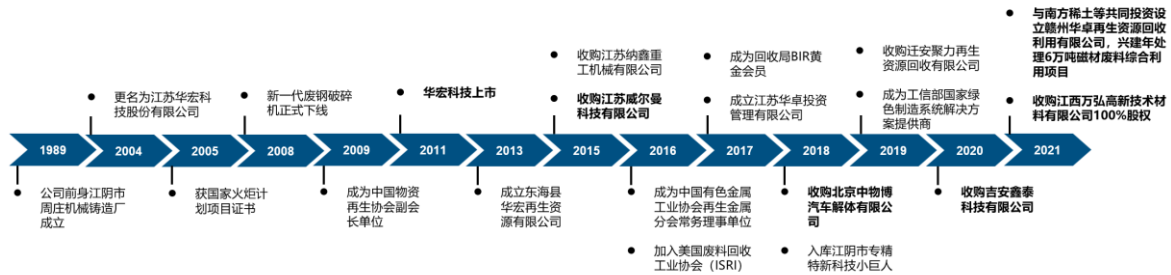 与南方稀土等共同投资设
立赣州华卓再生资源回收
利用有限公司，兴建年处
理6万吨磁材废料综合利
用项目
收购江苏纳鑫重
工机械有限公司
成为回收局BIR黄
金会员
收购迁安聚力再生
资源回收有限公司
更名为江苏华宏科
技股份有限公司
新一代废钢破碎
机正式下线
华宏科技上市
收购江苏威尔曼
科技有限公司
成立江苏华卓投资
管理有限公司
成为工信部国家绿
色制造系统解决方
案提供商
收购江西万弘高新技术材
料有限公司100%股权
1989
2004
2005
2008
2009
2011
2013
2015
2016
2017
2018
2019
2020
2021
公司前身江阴市
周庄机械铸造厂
成立
获国家火炬计
划项目证书
成为中国物资
再生协会副会
长单位
成立东海县
华宏再生资
源有限公司
成为中国有色金属
工业协会再生金属
分会常务理事单位
收购北京中物博
汽车解体有限公
司
收购吉安鑫泰
科技有限公司
加入美国废料回收
工业协会（ISRI）
入库江阴市专精
特新科技小巨人